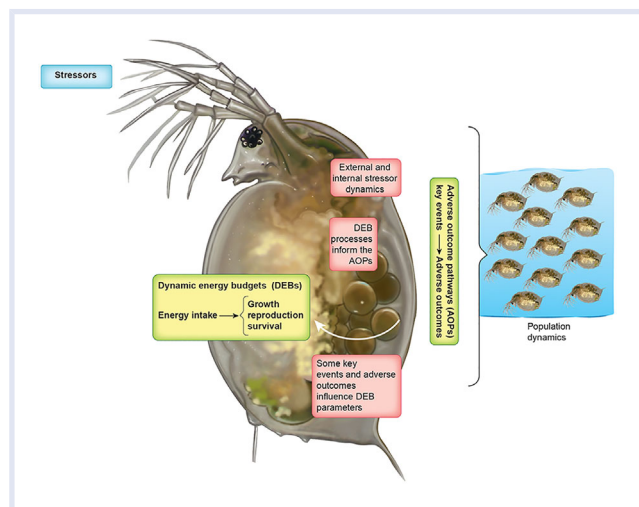 Stressors
External and
internal stressor
dynamics
DEB
processes
inform the
AOPs
Dynamic energy budgets (DEBs)
Energy intake → Growth
reproduction
survival
Some key
events and adverse
outcomes
influence DEB
parameters
Adverse outcome pathways (AOPs)
key events → Adverse outcomes
Population
dynamics